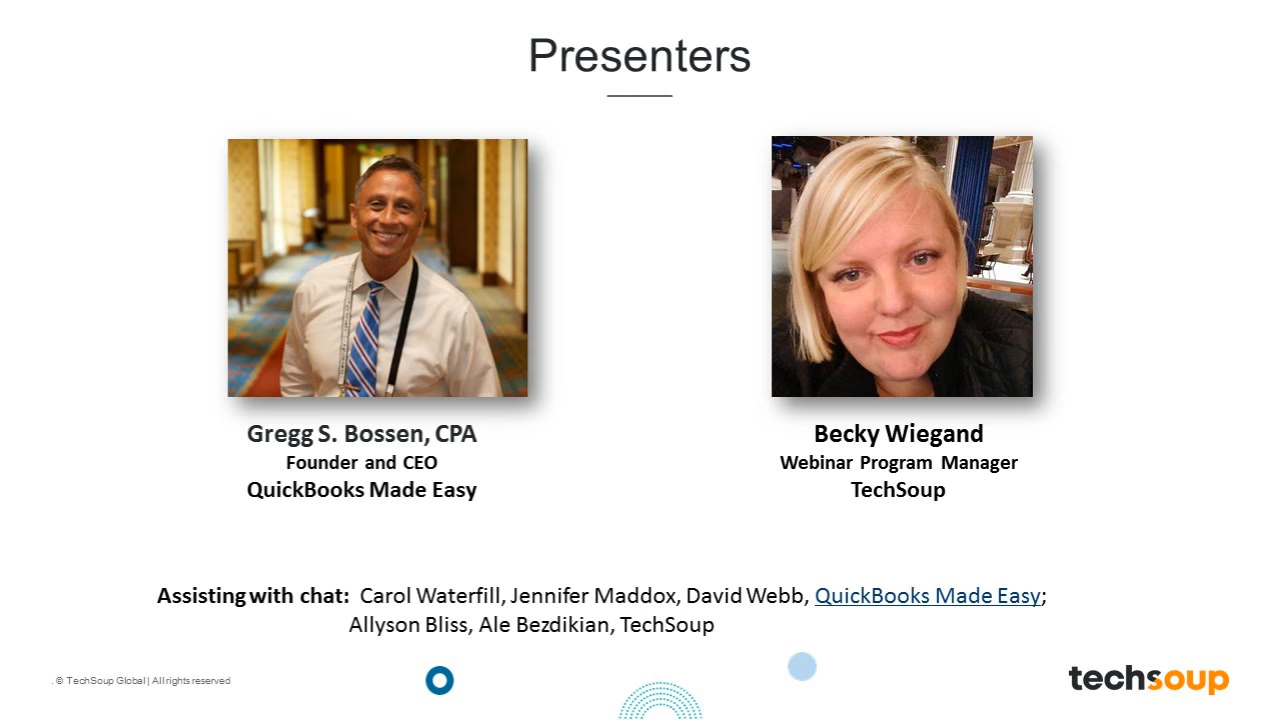 Presenters
Gregg S. Bossen, CPA
Founder and CEO
QuickBooks Made Easy
Becky Wiegand
Webinar Program Manager
TechSoup
Assisting with chat: Carol Waterfill, Jennifer Maddox, David Webb, QuickBooks Made Easy;
Allyson Bliss, Ale Bezdikian, TechSoup
. © TechSoup Global | All rights reserved
techsoup